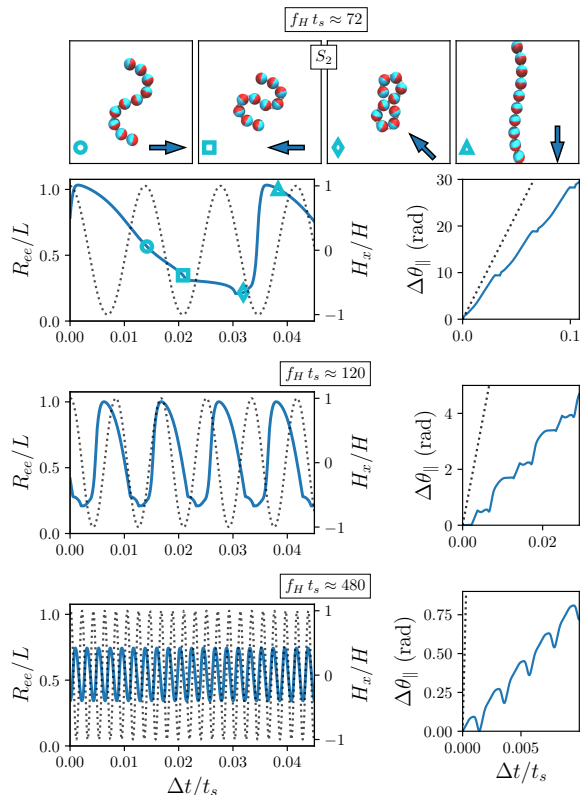 f_H t_s ≈ 72
S_2
1.0
0.5
0.0
R_ee/L
1
0
−1
H_x/H
0.00 0.01 0.02 0.03 0.04
30
20
10
0
Δθ_∥ (rad)
0.0 0.1
f_H t_s ≈ 120
1.0
0.5
0.0
R_ee/L
1
0
−1
H_x/H
0.00 0.01 0.02 0.03 0.04
4
2
0
Δθ_∥ (rad)
0.00 0.02
f_H t_s ≈ 480
1.0
0.5
0.0
R_ee/L
1
0
−1
H_x/H
0.00 0.01 0.02 0.03 0.04
Δt/t_s
0.75
0.50
0.25
0.00
Δθ_∥ (rad)
0.000 0.005
Δt/t_s